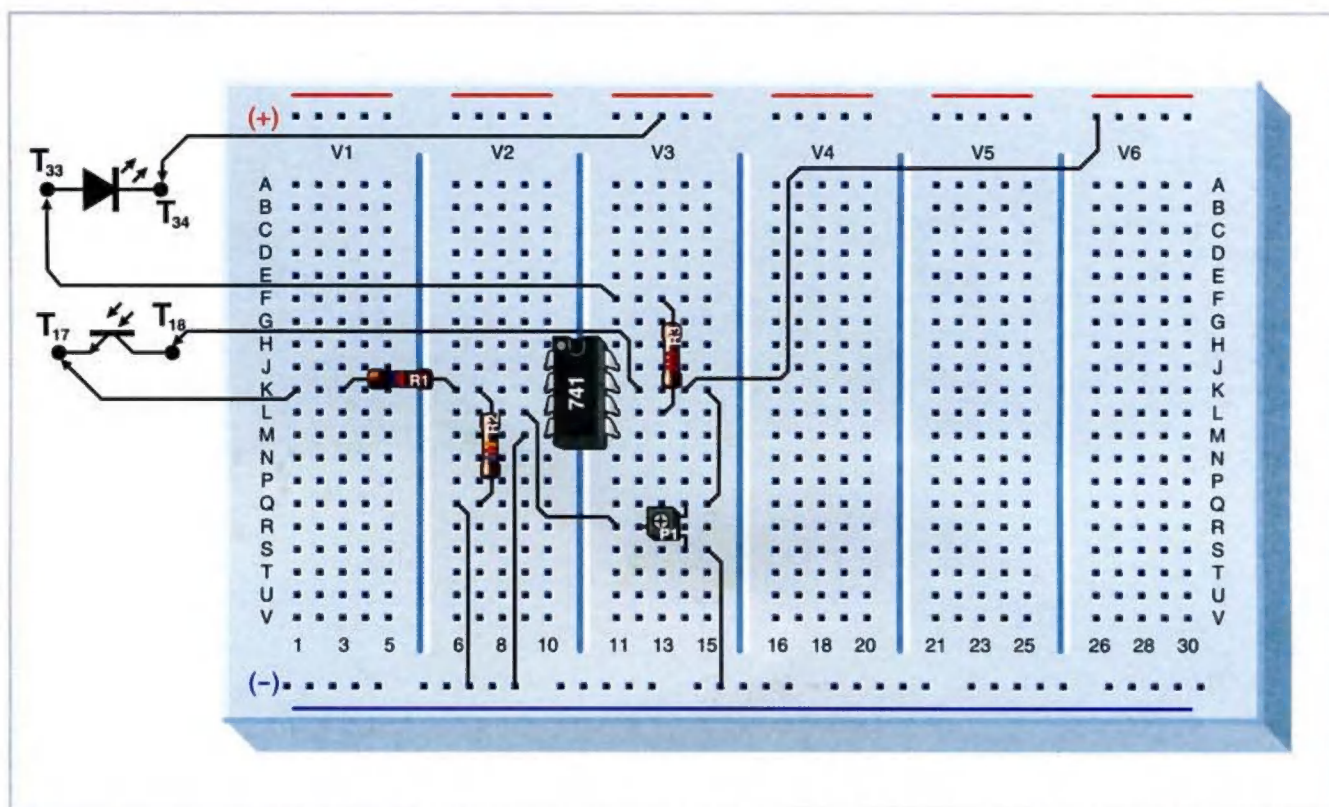 (+)
V1 V2 V3 V4 V5 V6
T33
T34
T17
T18
A A
B B
C C
D D
E E
F F
G G
H H
J J
K K
L L
M M
N N
P P
Q Q
R R
S S
T T
U U
V V
R1
R2
R3
741
P1
1 3 5 6 8 10 11 13 15 16 18 20 21 23 25 26 28 30
(-)